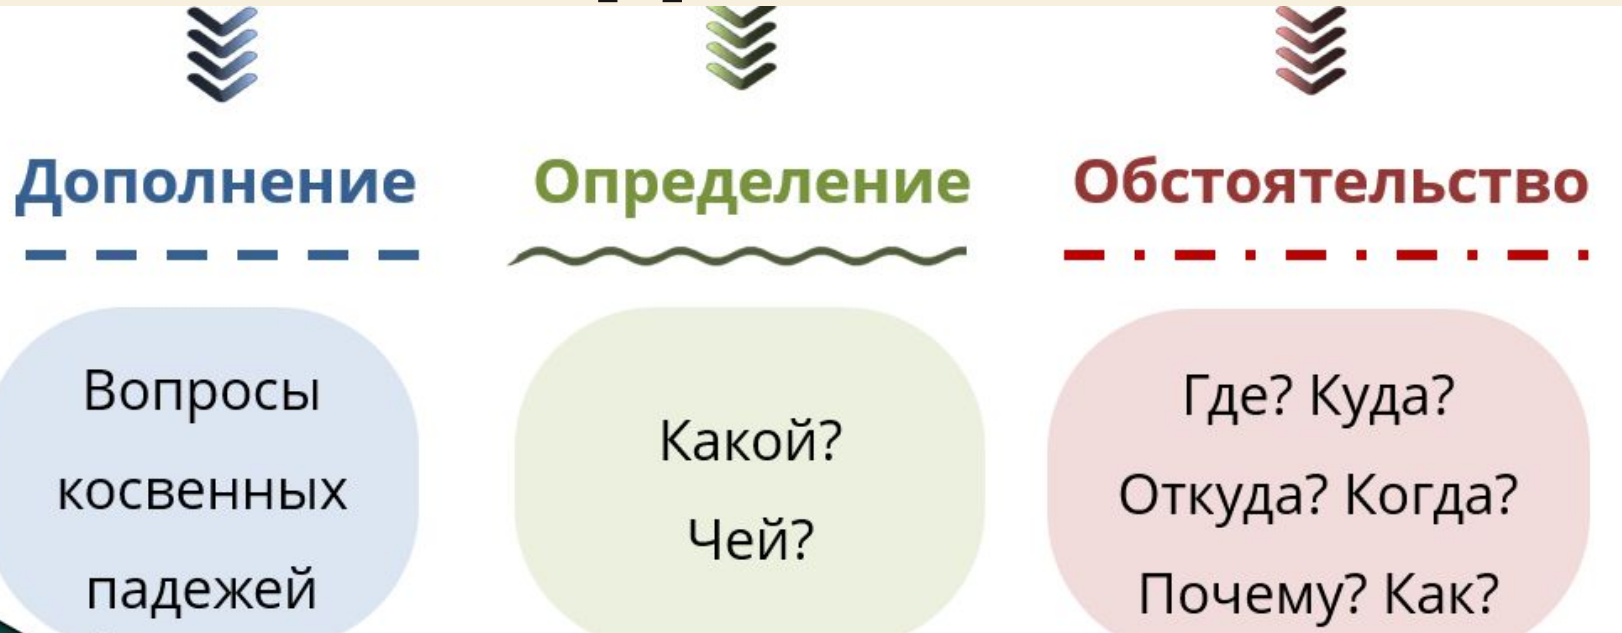 Дополнение
Определение
Обстоятельство
Вопросы
косвенных
падежей
Какой?
Чей?
Где? Куда?
Откуда? Когда?
Почему? Как?